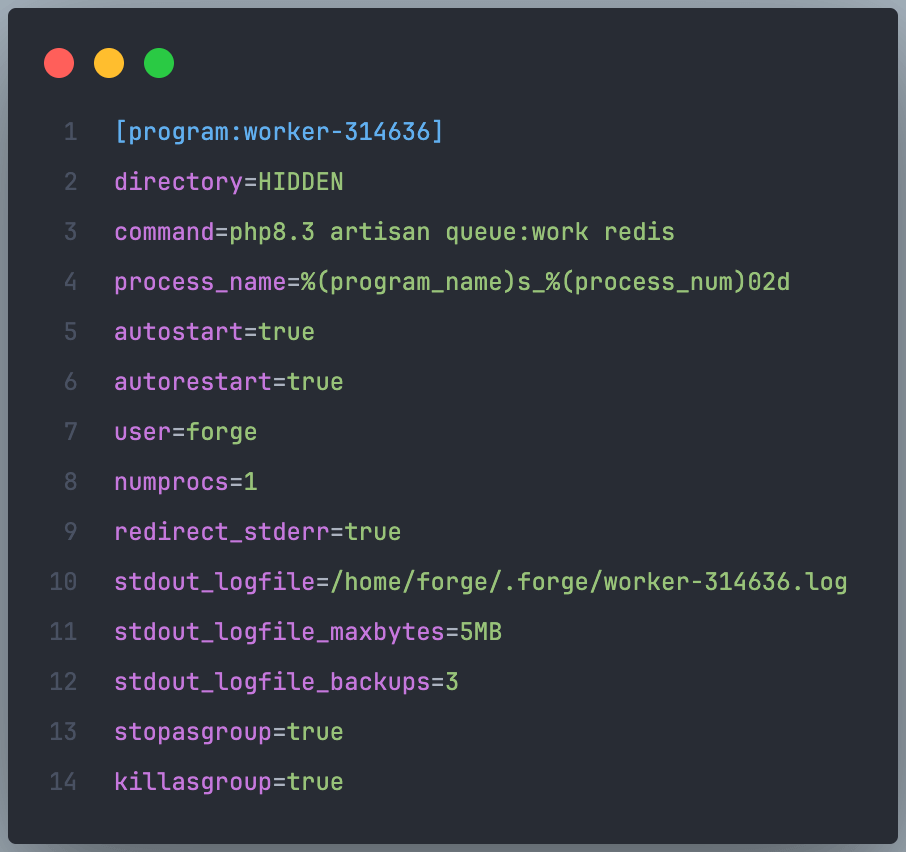 1 [program:worker-314636]
2 directory=HIDDEN
3 command=php8.3 artisan queue:work redis
4 process_name=%(program_name)s_%(process_num)02d
5 autostart=true
6 autorestart=true
7 user=forge
8 numprocs=1
9 redirect_stderr=true
10 stdout_logfile=/home/forge/.forge/worker-314636.log
11 stdout_logfile_maxbytes=5MB
12 stdout_logfile_backups=3
13 stopasgroup=true
14 killasgroup=true